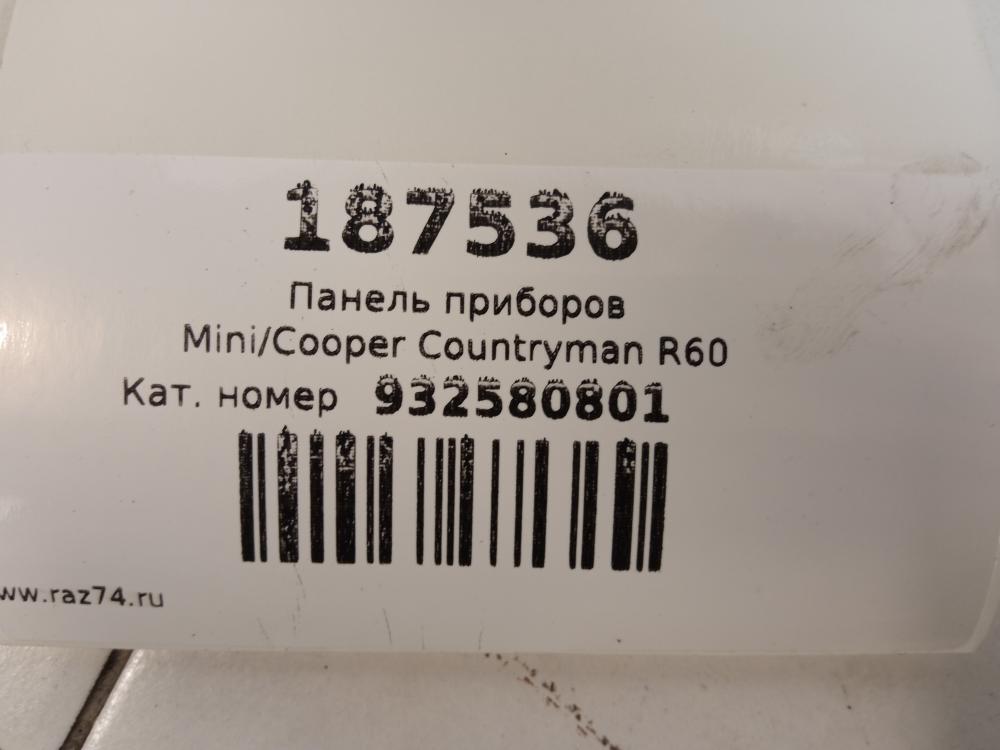 187536
Панель приборов
Mini/Cooper Countryman R60
Кат. номер 932580801
ww.raz74.ru